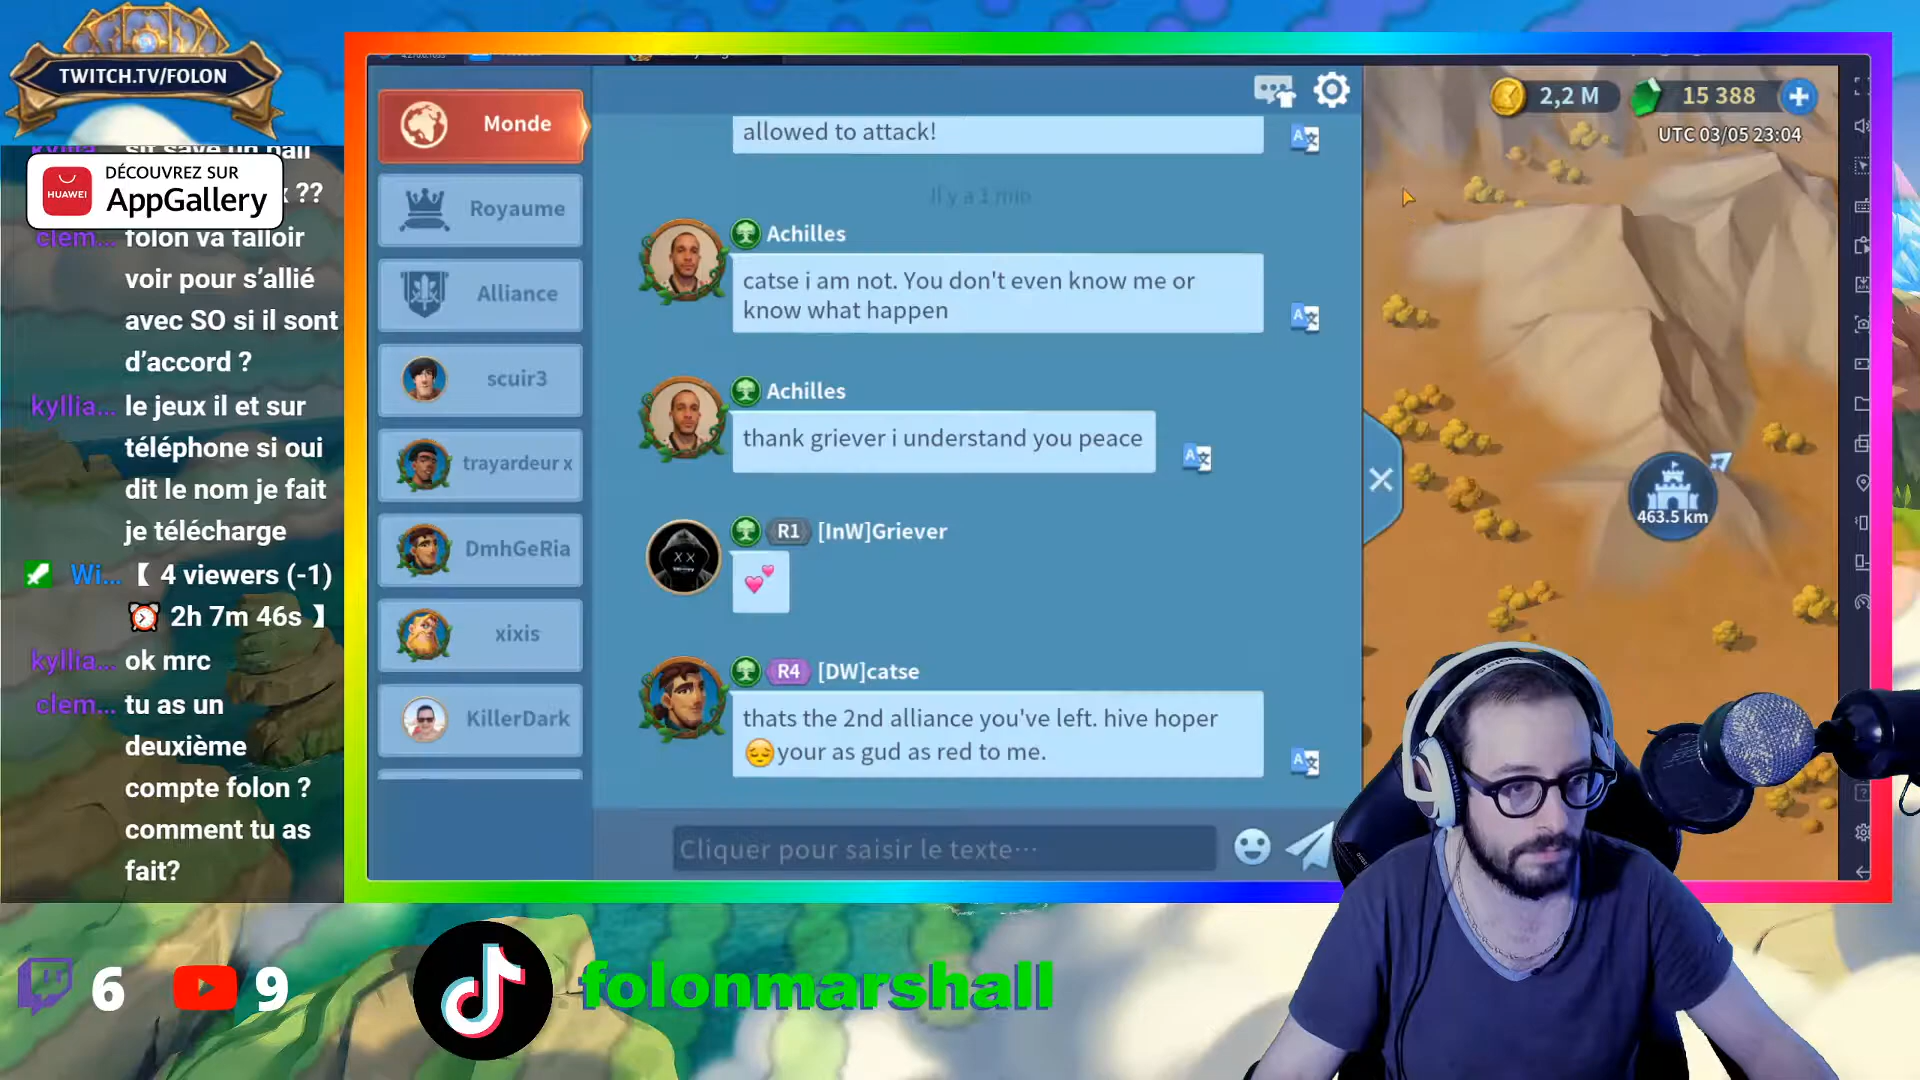 TWITCH.TV/FOLON
DÉCOUVREZ SUR
HUAWEI
AppGallery
?? 
clem... folon va falloir
voir pour s’allié
avec SO si il sont
d’accord ?
kyllia... le jeux il et sur
téléphone si oui
dit le nom je fait
je télécharge
Wi... 【 4 viewers (-1)
⏰ 2h 7m 46s 】
kyllia... ok mrc
clem... tu as un
deuxième
compte folon ?
comment tu as
fait?
Monde
Royaume
Alliance
scuir3
trayardeur x
DmhGeRia
xixis
KillerDark
allowed to attack!
Il y a 1 min
Achilles
catse i am not. You don't even know me or
know what happen
Achilles
thank griever i understand you peace
R1 [InW]Griever
💕
R4 [DW]catse
thats the 2nd alliance you've left. hive hoper
😔your as gud as red to me.
Cliquer pour saisir le texte···
2,2 M
15 388
UTC 03/05 23:04
463.5 km
6
9
folonmarshall